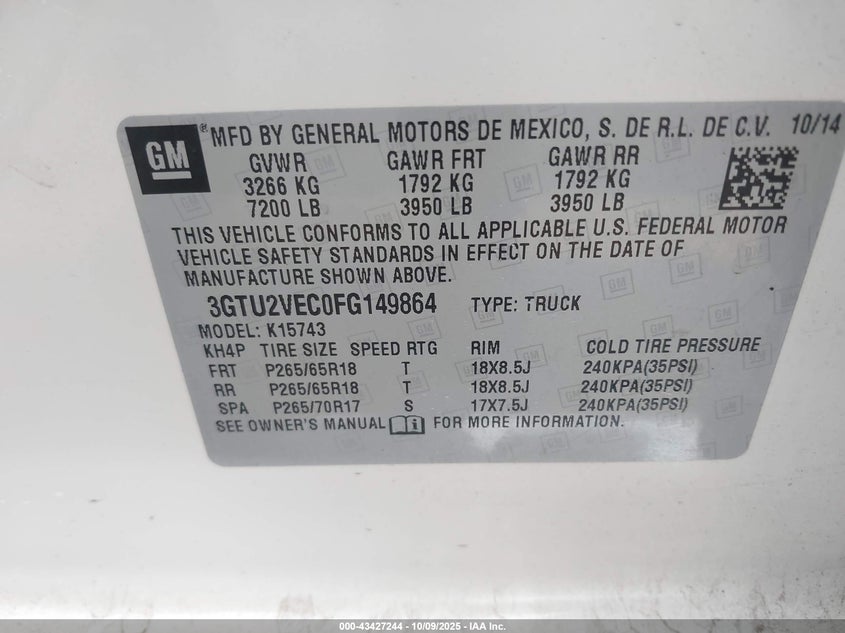 GM
® MFD BY GENERAL MOTORS DE MEXICO, S. DE R.L. DE C.V. 10/14
GVWR GAWR FRT GAWR RR
3266 KG 1792 KG 1792 KG
7200 LB 3950 LB 3950 LB
THIS VEHICLE CONFORMS TO ALL APPLICABLE U.S. FEDERAL MOTOR
VEHICLE SAFETY STANDARDS IN EFFECT ON THE DATE OF
MANUFACTURE SHOWN ABOVE.
3GTU2VEC0FG149864 TYPE: TRUCK
MODEL: K15743
KH4P TIRE SIZE SPEED RTG RIM COLD TIRE PRESSURE
FRT P265/65R18 T 18X8.5J 240KPA(35PSI)
RR P265/65R18 T 18X8.5J 240KPA(35PSI)
SPA P265/70R17 S 17X7.5J 240KPA(35PSI)
SEE OWNER'S MANUAL i FOR MORE INFORMATION.
000-43427244 | 10/09/2025 - IAA Inc.